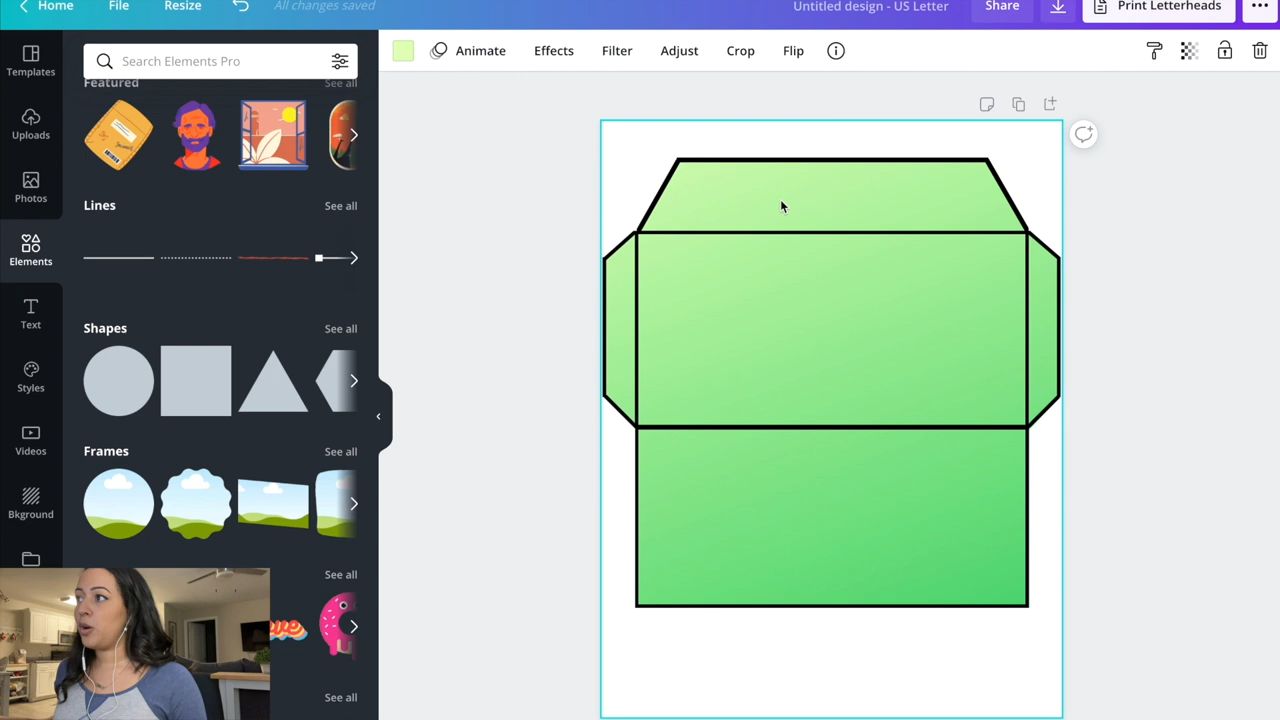 Home File Resize All changes saved Untitled design - US Letter Share Print Letterheads
Templates
Uploads
Photos
Elements
Text
Styles
Videos
Bkground
Search Elements Pro
Featured See all
Lines See all
Shapes See all
Frames See all
See all
See all
Animate Effects Filter Adjust Crop Flip